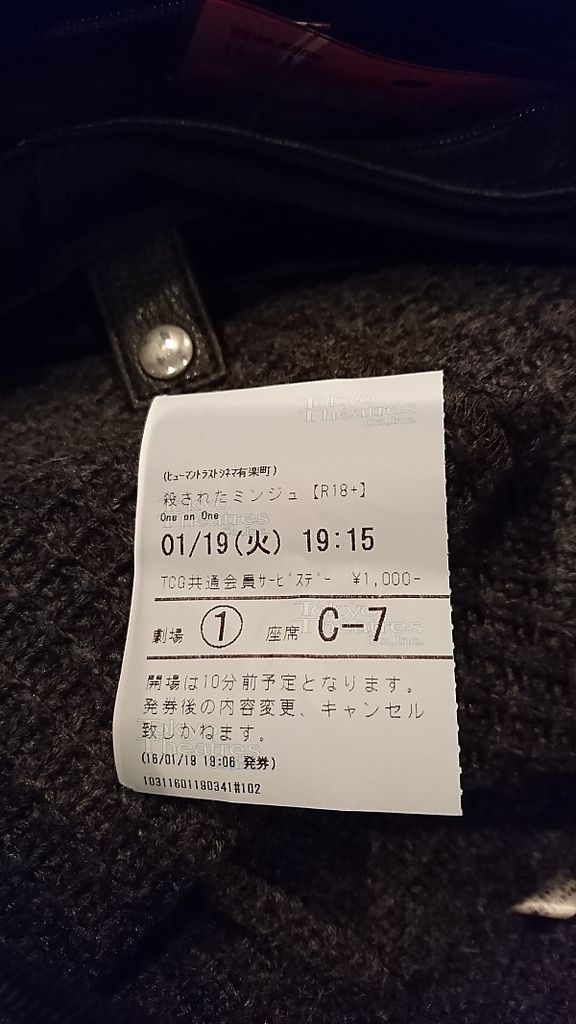 Tokyo
Theatres
Co.,Inc.
(ﾋｭｰﾏﾝﾄﾗｽﾄｼﾈﾏ有楽町)
殺されたミンジュ【R18+】
One on One
01/19(火) 19:15
TCG共通会員ｻｰﾋﾞｽﾃﾞｰ ¥1,000-
劇場 ① 座席 C-7
開場は10分前予定となります。
発券後の内容変更、キャンセル
致しかねます。
(16/01/19 19:06 発券)
10311601190341#102